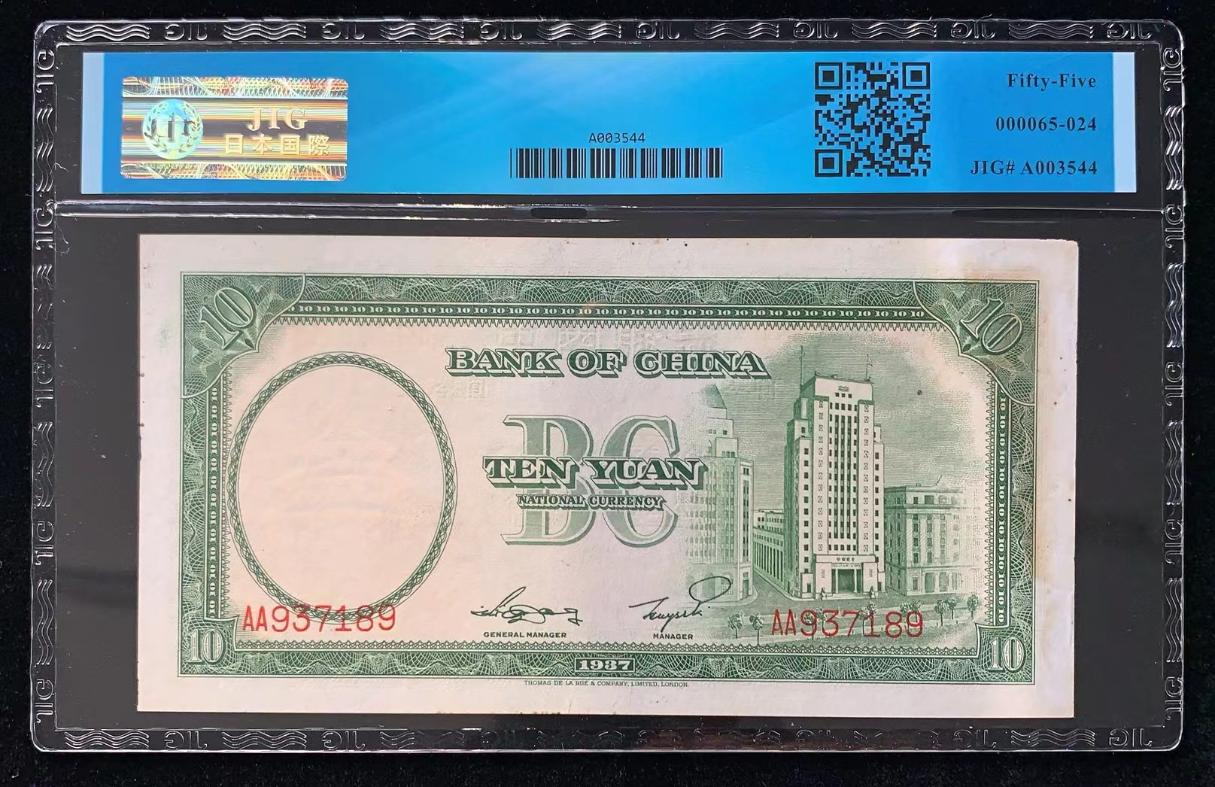 JIG
日本国際
A003544
Fifty-Five
000065-024
JIG# A003544
10 10
BANK OF CHINA
BC
TEN YUAN
NATIONAL CURRENCY
BC
AA937189 AA937189
GENERAL MANAGER MANAGER
10 10
1937
THOMAS DE LA RUE & COMPANY, LIMITED, LONDON.